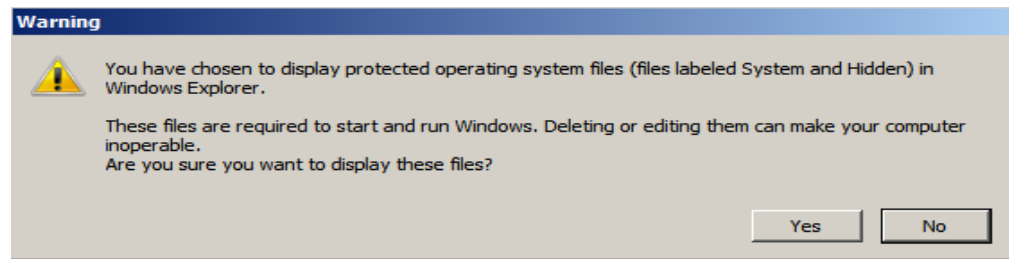 Warning
You have chosen to display protected operating system files (files labeled System and Hidden) in
Windows Explorer.
These files are required to start and run Windows. Deleting or editing them can make your computer
inoperable.
Are you sure you want to display these files?
Yes No